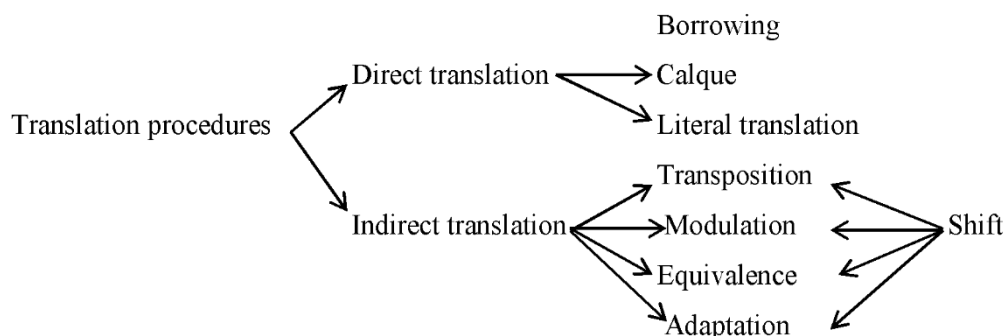 Borrowing
Direct translation
Calque
Translation procedures
Literal translation
Transposition
Indirect translation
Modulation
Shift
Equivalence
Adaptation